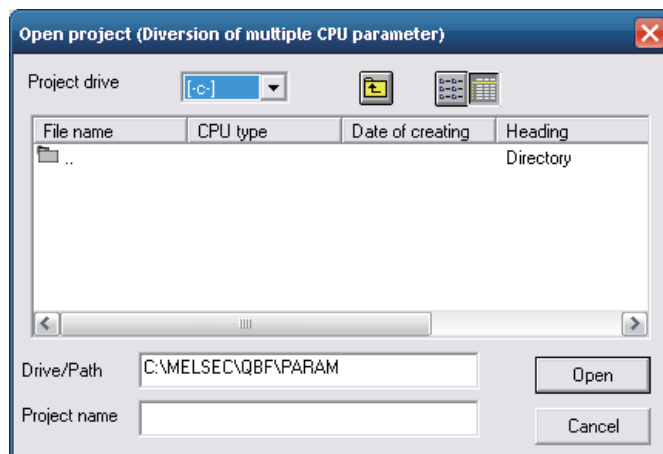 Open project (Diversion of multiple CPU parameter)
Project drive [-c-]
File name CPU type Date of creating Heading
.. Directory
Drive/Path C:\MELSEC\QBF\PARAM
Open
Project name
Cancel